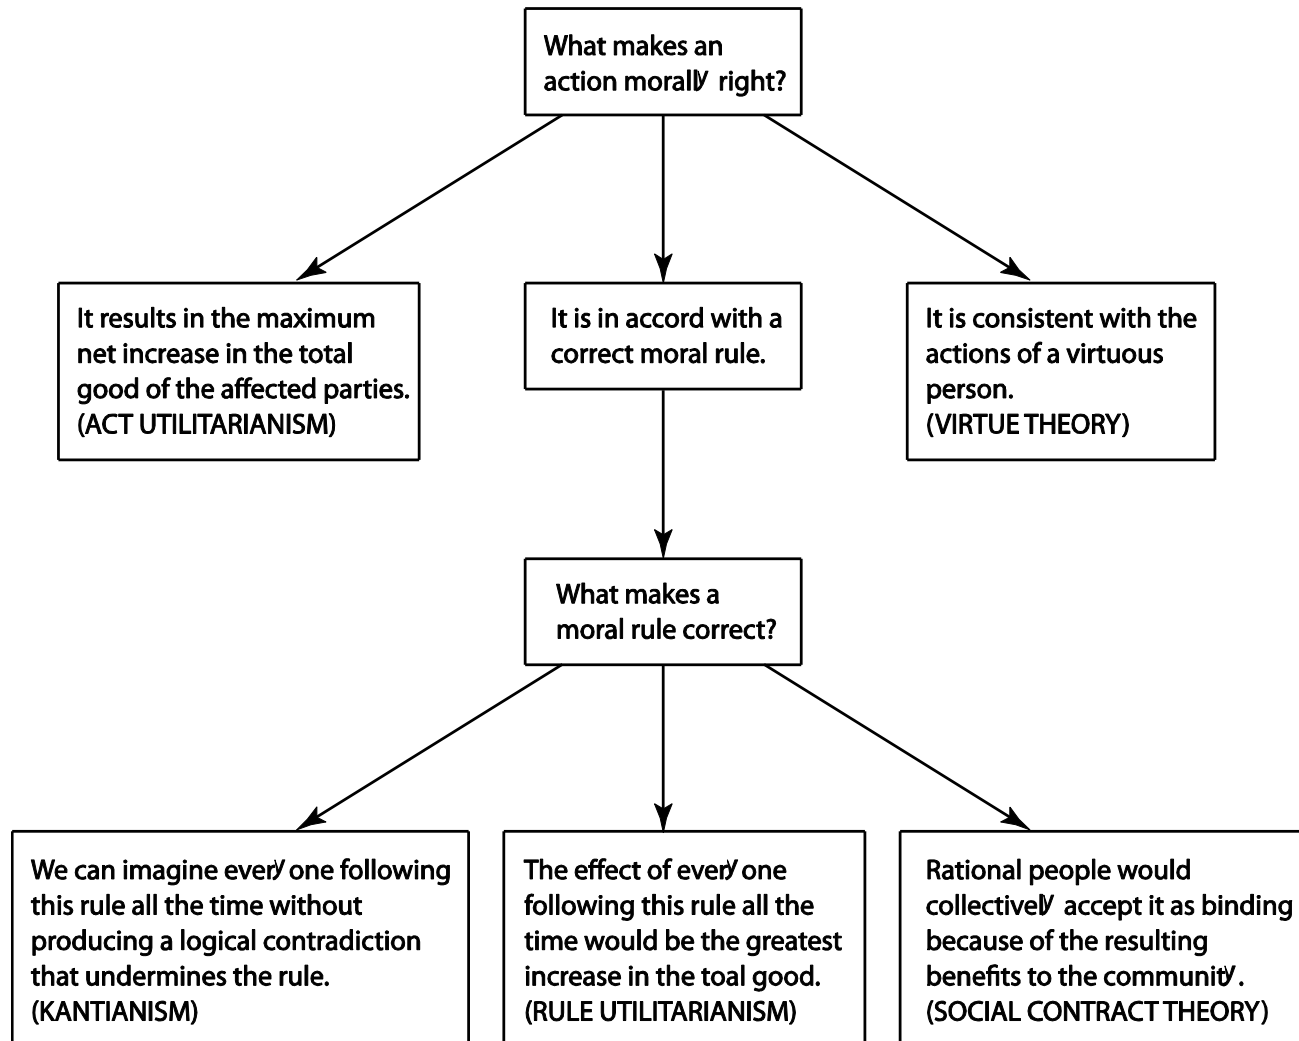 What makes an
action morally right?
It results in the maximum
net increase in the total
good of the affected parties.
(ACT UTILITARIANISM)
It is in accord with a
correct moral rule.
It is consistent with the
actions of a virtuous
person.
(VIRTUE THEORY)
What makes a
moral rule correct?
We can imagine every one following
this rule all the time without
producing a logical contradiction
that undermines the rule.
(KANTIANISM)
The effect of every one
following this rule all the
time would be the greatest
increase in the toal good.
(RULE UTILITARIANISM)
Rational people would
collectively accept it as binding
because of the resulting
benefits to the community.
(SOCIAL CONTRACT THEORY)